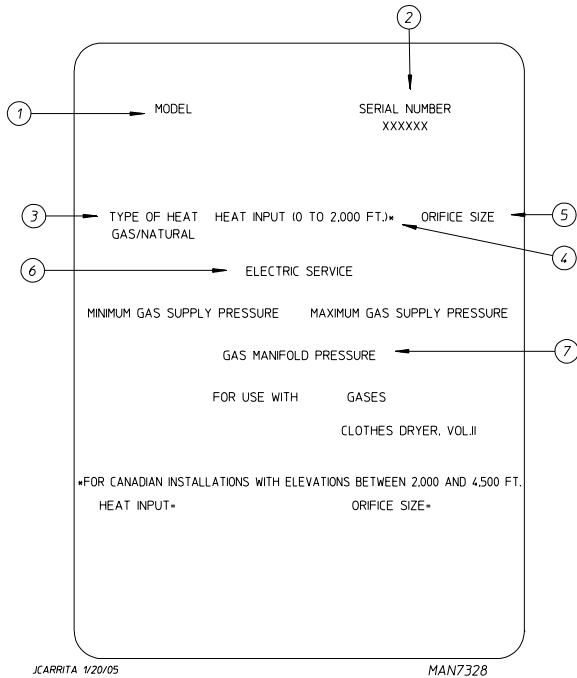 2
1
MODEL
SERIAL NUMBER
XXXXXX
3
TYPE OF HEAT
GAS/NATURAL
HEAT INPUT (0 TO 2,000 FT.)*
ORIFICE SIZE
5
4
6
ELECTRIC SERVICE
MINIMUM GAS SUPPLY PRESSURE
MAXIMUM GAS SUPPLY PRESSURE
GAS MANIFOLD PRESSURE
7
FOR USE WITH GASES
CLOTHES DRYER, VOL.II
*FOR CANADIAN INSTALLATIONS WITH ELEVATIONS BETWEEN 2,000 AND 4,500 FT.
HEAT INPUT=
ORIFICE SIZE=
JCARRITA 1/20/05
MAN7328